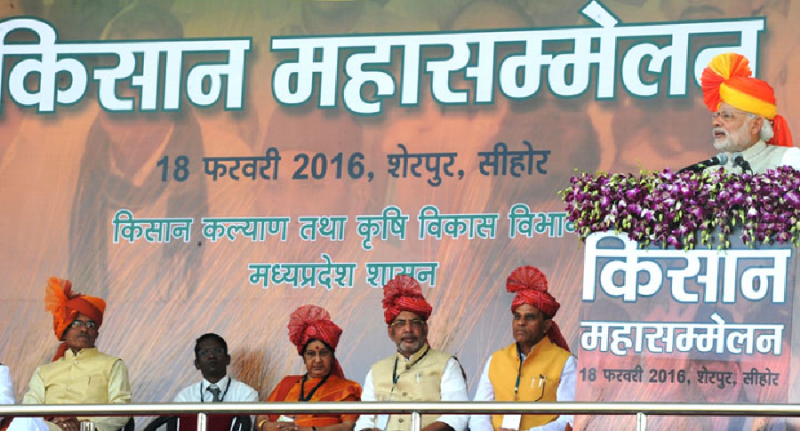 किसान महासम्मेलन
18 फरवरी 2016, शेरपुर, सीहोर
किसान कल्याण तथा कृषि विकास विभाग
मध्यप्रदेश शासन
किसान
महासम्मेलन
18 फरवरी 2016, शेरपुर, सीहोर